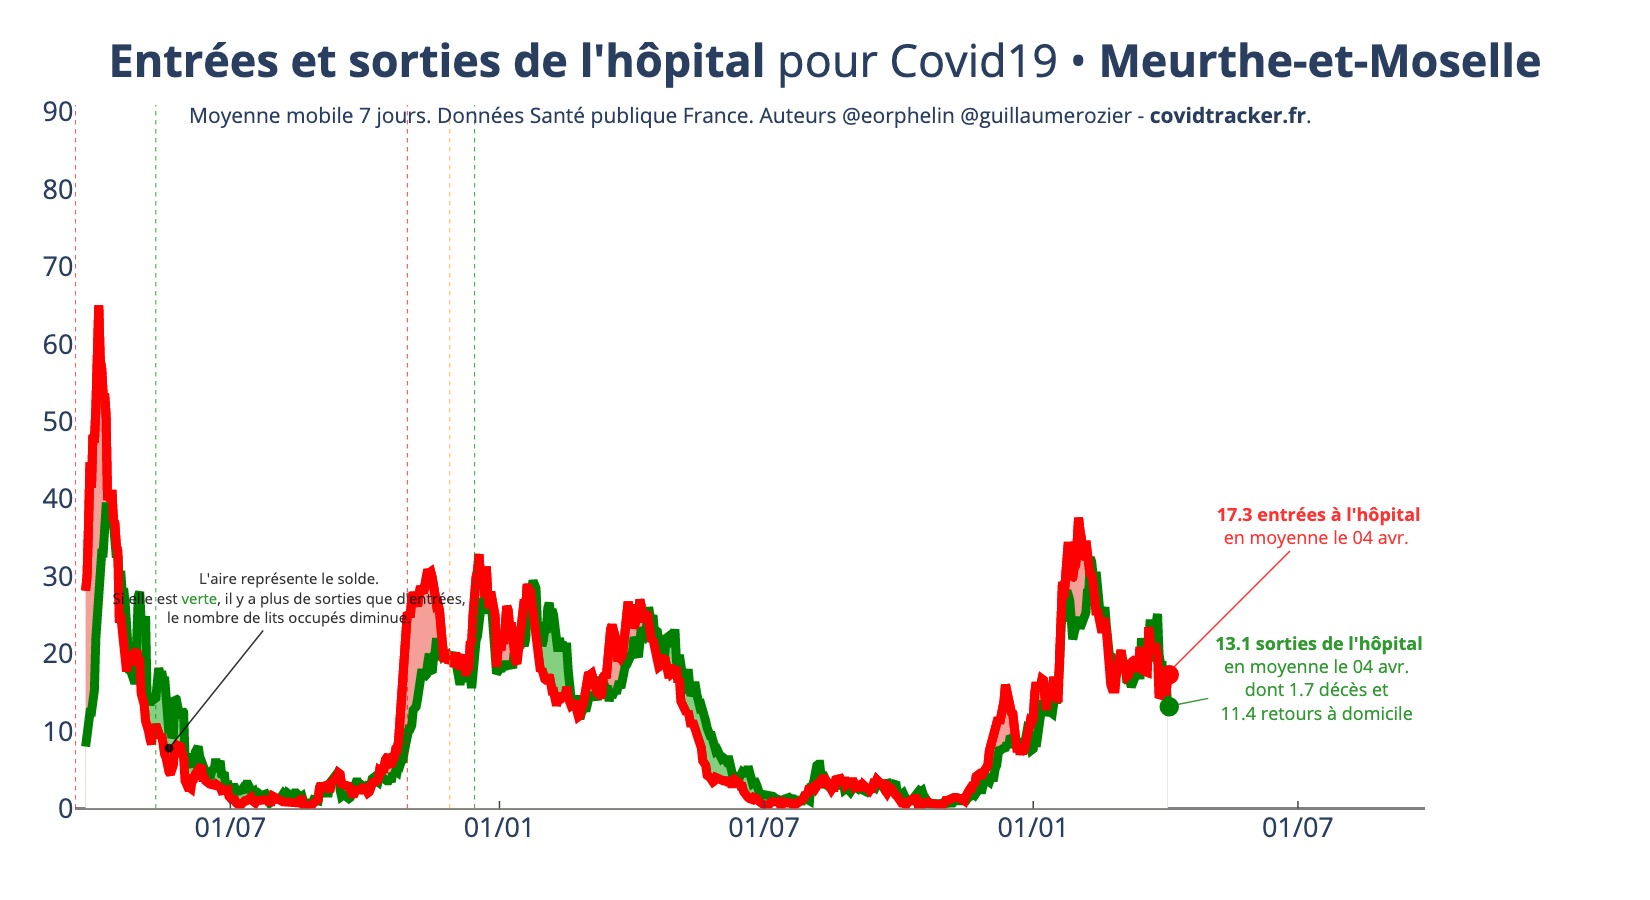 Entrées et sorties de l'hôpital pour Covid19 • Meurthe-et-Moselle
Moyenne mobile 7 jours. Données Santé publique France. Auteurs @eorphelin @guillaumerozier - covidtracker.fr.
90
80
70
60
50
40
30
20
10
0
L'aire représente le solde.
Si elle est verte, il y a plus de sorties que d'entrées,
le nombre de lits occupés diminue.
17.3 entrées à l'hôpital
en moyenne le 04 avr.
13.1 sorties de l'hôpital
en moyenne le 04 avr.
dont 1.7 décès et
11.4 retours à domicile
01/07
01/01
01/07
01/01
01/07